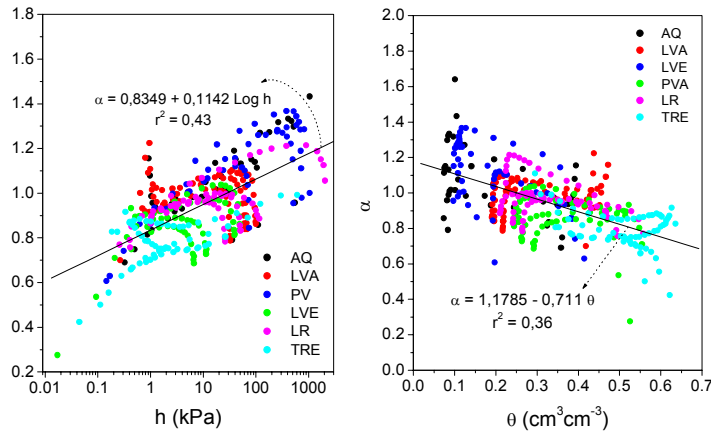 1.8
1.6
1.4
1.2
1.0
0.8
0.6
0.4
0.2
α = 0,8349 + 0,1142 Log h
r² = 0,43
AQ
LVA
PV
LVE
LR
TRE
0.01 0.1 1 10 100 1000
h (kPa)
α
2.0
1.8
1.6
1.4
1.2
1.0
0.8
0.6
0.4
0.2
0.0
AQ
LVA
LVE
PVA
LR
TRE
α = 1,1785 - 0,711 θ
r² = 0,36
0.0 0.1 0.2 0.3 0.4 0.5 0.6 0.7
θ (cm³cm⁻³)